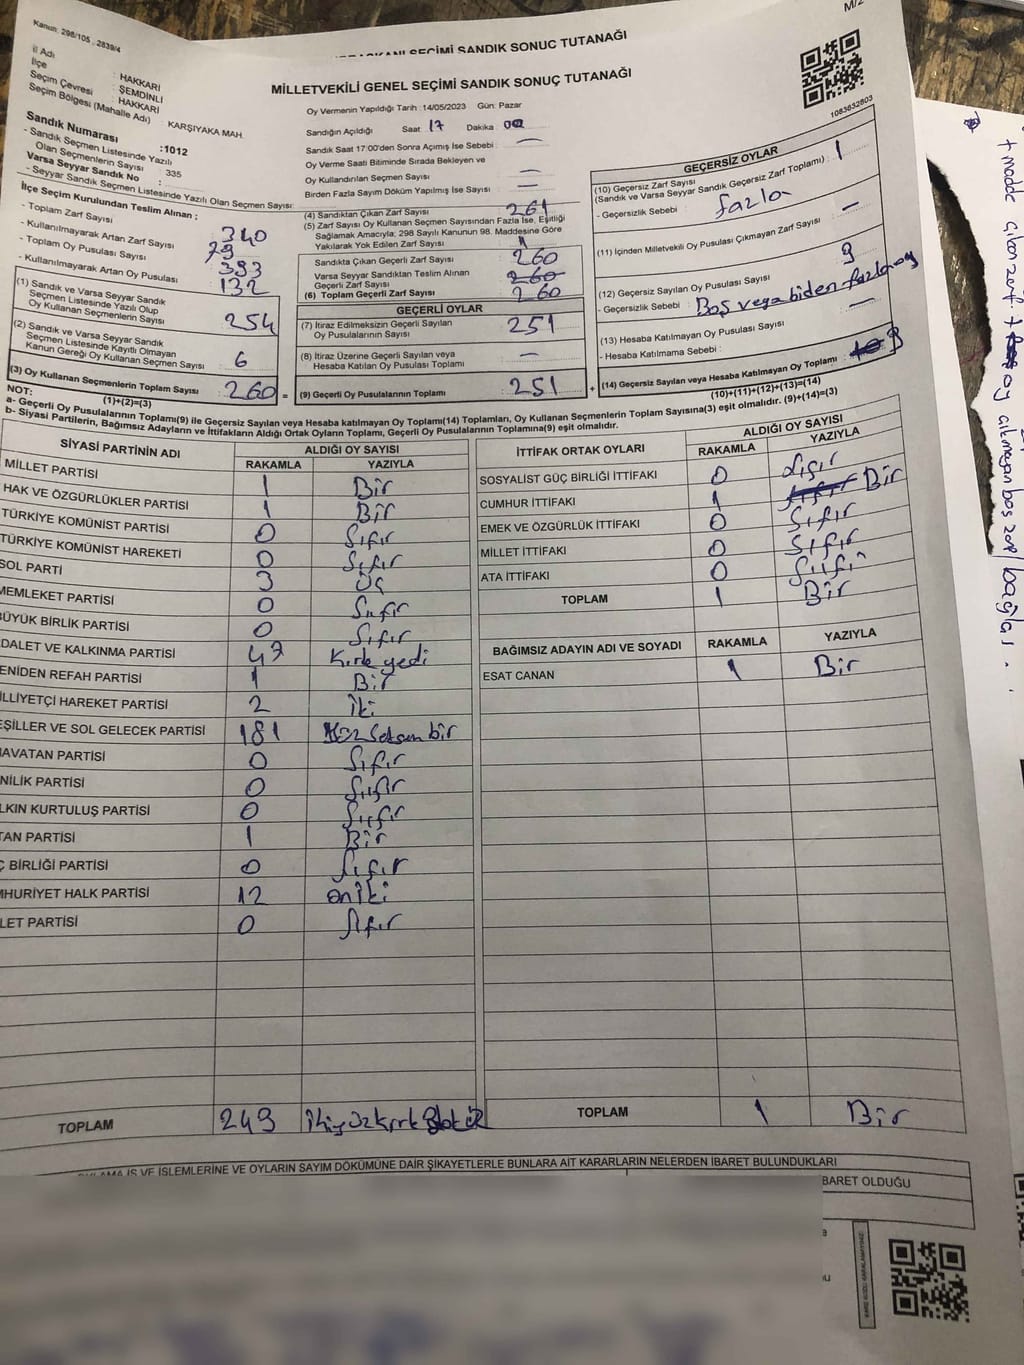 Kanun: 298/105 , 2839/4
SEÇİMİ SANDIK SONUÇ TUTANAĞI
MİLLETVEKİLİ GENEL SEÇİMİ SANDIK SONUÇ TUTANAĞI
M/2
1083632803
İl Adı : HAKKARİ
İlçe : ŞEMDİNLİ
Seçim Çevresi : HAKKARİ
Seçim Bölgesi (Mahalle Adı) : KARŞIYAKA MAH.
Sandık Numarası :1012
- Sandık Seçmen Listesinde Yazılı
Olan Seçmenlerin Sayısı : 335
Varsa Seyyar Sandık No :
- Seyyar Sandık Seçmen Listesinde Yazılı Olan Seçmen Sayısı:
İlçe Seçim Kurulundan Teslim Alınan ;
- Toplam Zarf Sayısı 340
- Kullanılmayarak Artan Zarf Sayısı 79
- Toplam Oy Pusulası Sayısı 393
- Kullanılmayarak Artan Oy Pusulası 132
(1) Sandık ve Varsa Seyyar Sandık
Seçmen Listesinde Yazılı Olup
Oy Kullanan Seçmenlerin Sayısı 254
(2) Sandık ve Varsa Seyyar Sandık
Seçmen Listesinde Kayıtlı Olmayan
Kanun Gereği Oy Kullanan Seçmen Sayısı 6
(3) Oy Kullanan Seçmenlerin Toplam Sayısı 260
(1)+(2)=(3)
Oy Vermenin Yapıldığı Tarih : 14/05/2023 Gün: Pazar
Sandığın Açıldığı Saat 17 Dakika 00
Sandık Saat 17:00'den Sonra Açımış İse Sebebi : —
Oy Verme Saati Bitiminde Sırada Bekleyen ve
Oy Kullandırılan Seçmen Sayısı —
Birden Fazla Sayım Döküm Yapılmış İse Sayısı —
(4) Sandıktan Çıkan Zarf Sayısı 261
(5) Zarf Sayısı Oy Kullanan Seçmen Sayısından Fazla İse, Eşitliği
Sağlamak Amacıyla; 298 Sayılı Kanunun 98. Maddesine Göre
Yakılarak Yok Edilen Zarf Sayısı 1
Sandıkta Çıkan Geçerli Zarf Sayısı 260
Varsa Seyyar Sandıktan Teslim Alınan
Geçerli Zarf Sayısı 260
(6) Toplam Geçerli Zarf Sayısı 260
GEÇERLİ OYLAR
(7) İtiraz Edilmeksizin Geçerli Sayılan
Oy Pusulalarının Sayısı 251
(8) İtiraz Üzerine Geçerli Sayılan veya
Hesaba Katılan Oy Pusulası Toplamı —
(9) Geçerli Oy Pusulalarının Toplamı 251
GEÇERSİZ OYLAR
(10) Geçersiz Zarf Sayısı
(Sandık ve Varsa Seyyar Sandık Geçersiz Zarf Toplamı) : 1
- Geçersizlik Sebebi : fazla
(11) İçinden Milletvekili Oy Pusulası Çıkmayan Zarf Sayısı —
(12) Geçersiz Sayılan Oy Pusulası Sayısı 9
- Geçersizlik Sebebi : Boş veya biden fazla oy
(13) Hesaba Katılmayan Oy Pusulası Sayısı : —
- Hesaba Katılmama Sebebi :
(14) Geçersiz Sayılan veya Hesaba Katılmayan Oy Toplamı 9
(10)+(11)+(12)+(13)=(14)
NOT:
a- Geçerli Oy Pusulalarının Toplamı(9) ile Geçersiz Sayılan veya Hesaba katılmayan Oy Toplamı(14) Toplamları, Oy Kullanan Seçmenlerin Toplam Sayısına(3) eşit olmalıdır. (9)+(14)=(3)
b- Siyasi Partilerin, Bağımsız Adayların ve İttifakların Aldığı Ortak Oyların Toplamı, Geçerli Oy Pusulalarının Toplamına(9) eşit olmalıdır.
SİYASİ PARTİNİN ADI ALDIĞI OY SAYISI
RAKAMLA YAZIYLA
MİLLET PARTİSİ 1 Bir
HAK VE ÖZGÜRLÜKLER PARTİSİ 1 Bir
TÜRKİYE KOMÜNİST PARTİSİ 0 Sıfır
TÜRKİYE KOMÜNİST HAREKETİ 0 Sıfır
SOL PARTİ 3 Üç
MEMLEKET PARTİSİ 0 Sıfır
BÜYÜK BİRLİK PARTİSİ 0 Sıfır
DALET VE KALKINMA PARTİSİ 47 Kırk yedi
ENİDEN REFAH PARTİSİ 1 Bir
İLLİYETÇİ HAREKET PARTİSİ 2 İki
EŞİLLER VE SOL GELECEK PARTİSİ 181 Yüz Seksen bir
AVATAN PARTİSİ 0 Sıfır
NİLİK PARTİSİ 0 Sıfır
LKIN KURTULUŞ PARTİSİ 0 Sıfır
TAN PARTİSİ 1 Bir
Ç BİRLİĞİ PARTİSİ 0 Sıfır
MHURİYET HALK PARTİSİ 12 oniki
LET PARTİSİ 0 Sıfır
TOPLAM 249
İTTİFAK ORTAK OYLARI ALDIĞI OY SAYISI
RAKAMLA YAZIYLA
SOSYALİST GÜÇ BİRLİĞİ İTTİFAKI 0 Sıfır
CUMHUR İTTİFAKI 1 Bir
EMEK VE ÖZGÜRLÜK İTTİFAKI 0 Sıfır
MİLLET İTTİFAKI 0 Sıfır
ATA İTTİFAKI 0 Sıfır
TOPLAM 1 Bir
BAĞIMSIZ ADAYIN ADI VE SOYADI RAKAMLA YAZIYLA
ESAT CANAN 1 Bir
TOPLAM 1 Bir
İŞ VE İŞLEMLERİNE VE OYLARIN SAYIM DÖKÜMÜNE DAİR ŞİKAYETLERLE BUNLARA AİT KARARLARIN NELERDEN İBARET BULUNDUKLARI
BARET OLDUĞU